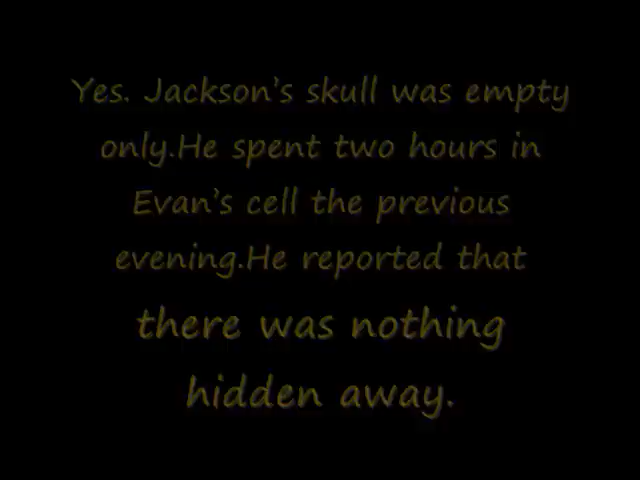 Yes. Jackson's skull was empty
only.He spent two hours in
Evan's cell the previous
evening.He reported that
there was nothing
hidden away.